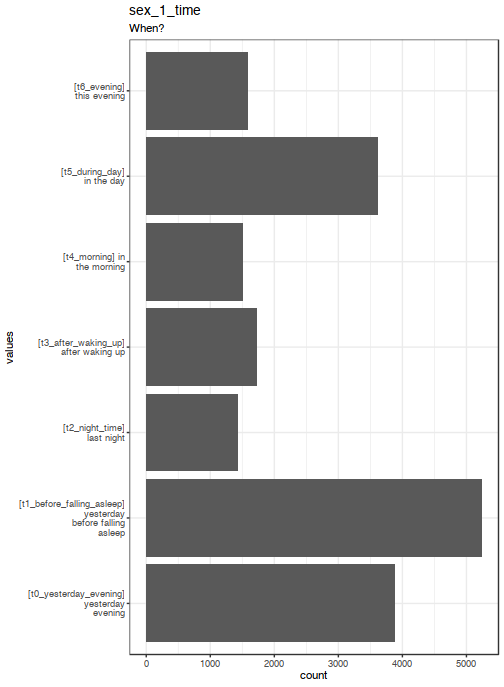 sex_1_time
When?
[t6_evening]
this evening
[t5_during_day]
in the day
[t4_morning] in
the morning
[t3_after_waking_up]
after waking up
[t2_night_time]
last night
[t1_before_falling_asleep]
yesterday
before falling
asleep
[t0_yesterday_evening]
yesterday
evening
values
0 1000 2000 3000 4000 5000
count